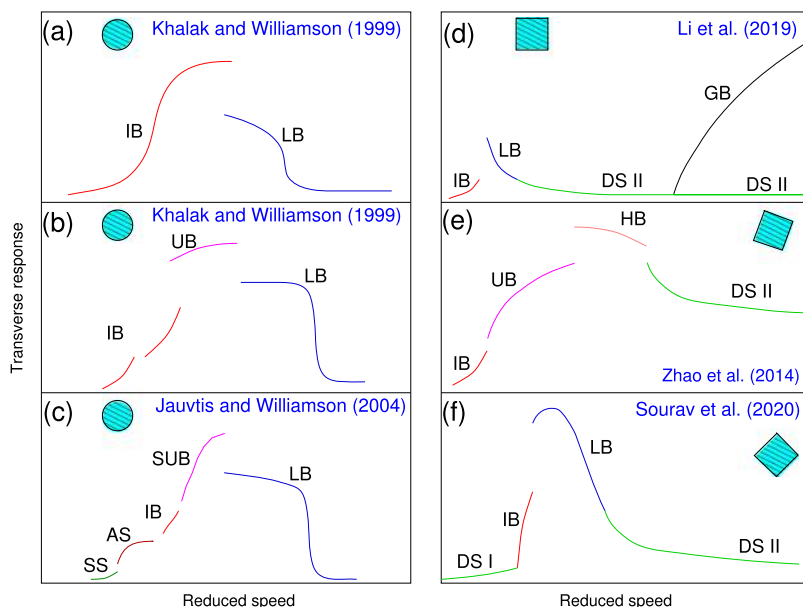 (a)
Khalak and Williamson (1999)
IB
LB
(b)
Khalak and Williamson (1999)
UB
LB
IB
(c)
Jauvtis and Williamson (2004)
SUB
LB
IB
AS
SS
Transverse response
Reduced speed
(d)
Li et al. (2019)
GB
LB
IB
DS II
DS II
(e)
HB
UB
DS II
IB
Zhao et al. (2014)
(f)
Sourav et al. (2020)
LB
IB
DS I
DS II
Reduced speed